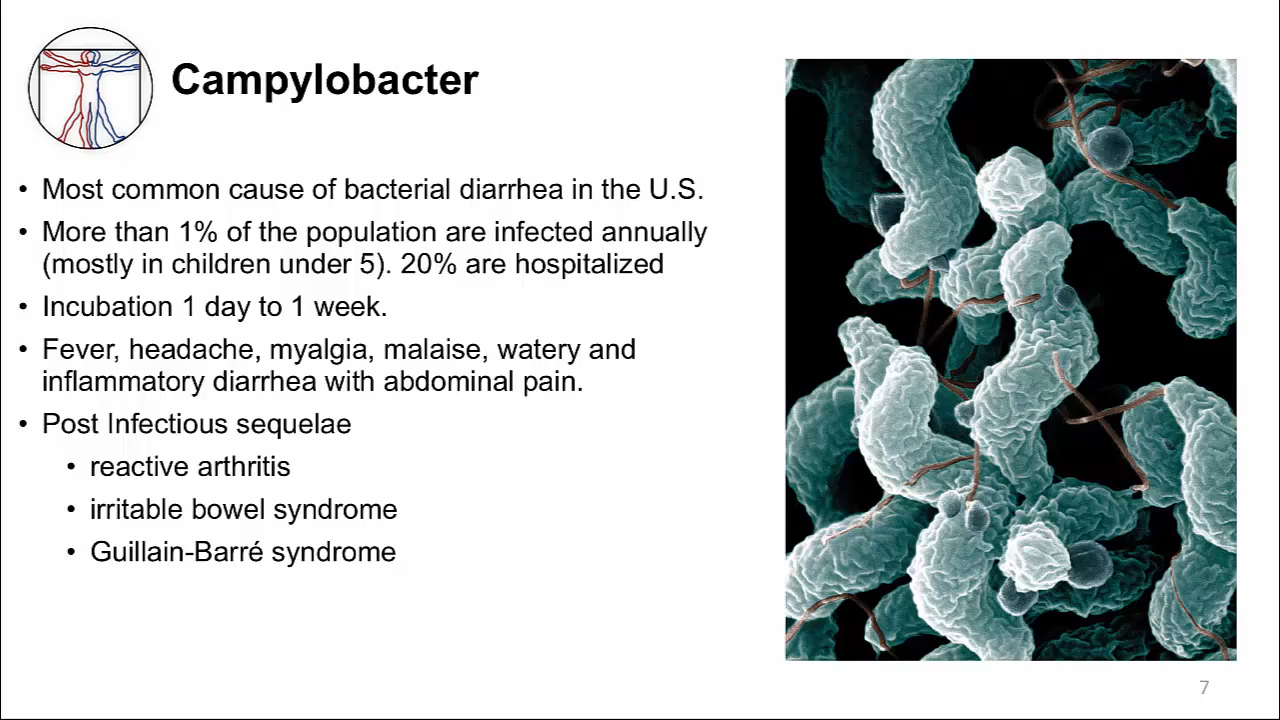 Campylobacter
• Most common cause of bacterial diarrhea in the U.S.
• More than 1% of the population are infected annually
(mostly in children under 5). 20% are hospitalized
• Incubation 1 day to 1 week.
• Fever, headache, myalgia, malaise, watery and
inflammatory diarrhea with abdominal pain.
• Post Infectious sequelae
• reactive arthritis
• irritable bowel syndrome
• Guillain-Barré syndrome
7